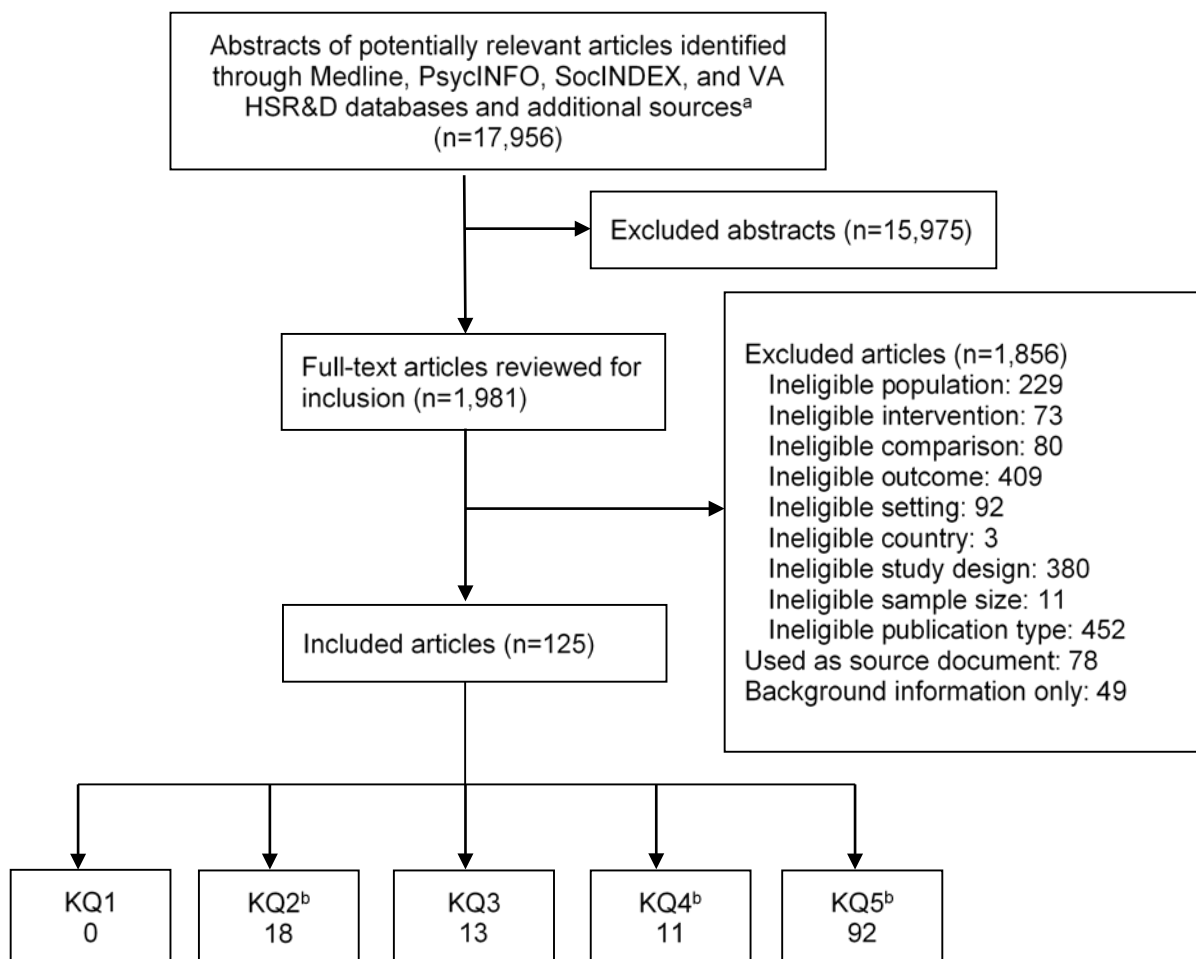 Abstracts of potentially relevant articles identified
through Medline, PsycINFO, SocINDEX, and VA
HSR&D databases and additional sourcesᵃ
(n=17,956)
Excluded abstracts (n=15,975)
Full-text articles reviewed for
inclusion (n=1,981)
Excluded articles (n=1,856)
Ineligible population: 229
Ineligible intervention: 73
Ineligible comparison: 80
Ineligible outcome: 409
Ineligible setting: 92
Ineligible country: 3
Ineligible study design: 380
Ineligible sample size: 11
Ineligible publication type: 452
Used as source document: 78
Background information only: 49
Included articles (n=125)
KQ1
0
KQ2ᵇ
18
KQ3
13
KQ4ᵇ
11
KQ5ᵇ
92